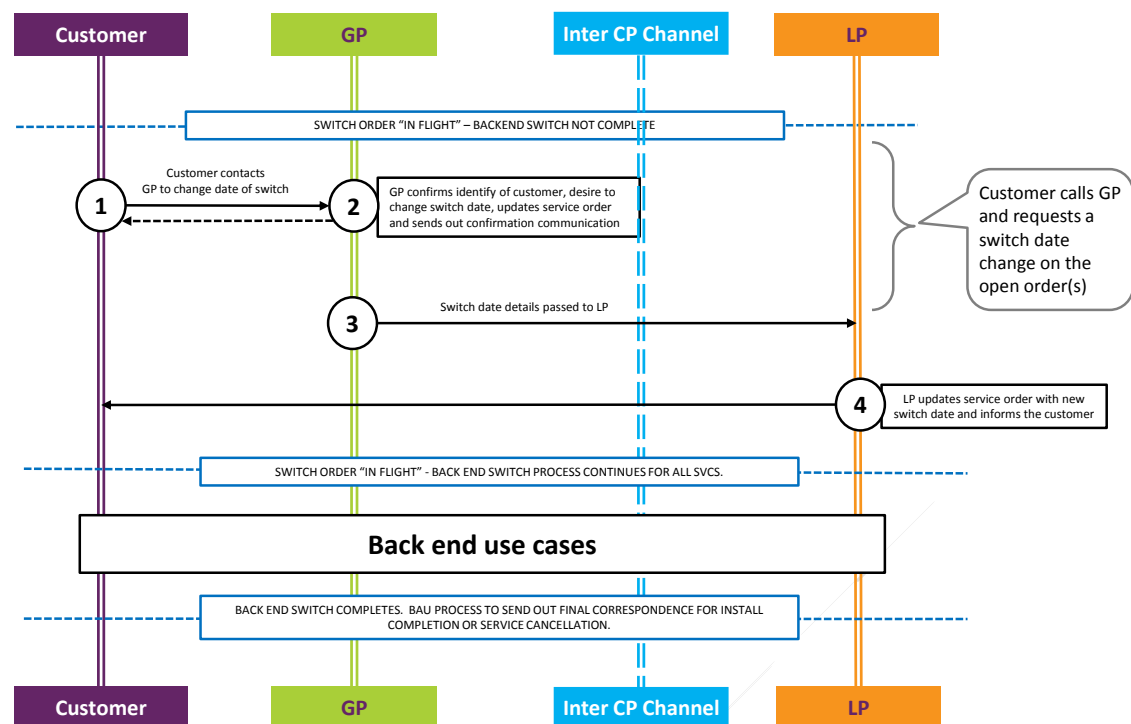 Customer
GP
Inter CP Channel
LP
SWITCH ORDER "IN FLIGHT" – BACKEND SWITCH NOT COMPLETE
Customer contacts
GP to change date of switch
1
2
GP confirms identify of customer, desire to
change switch date, updates service order
and sends out confirmation communication
Customer calls GP
and requests a
switch date
change on the
open order(s)
3
Switch date details passed to LP
4
LP updates service order with new
switch date and informs the customer
SWITCH ORDER "IN FLIGHT" - BACK END SWITCH PROCESS CONTINUES FOR ALL SVCS.
Back end use cases
BACK END SWITCH COMPLETES. BAU PROCESS TO SEND OUT FINAL CORRESPONDENCE FOR INSTALL
COMPLETION OR SERVICE CANCELLATION.
Customer
GP
Inter CP Channel
LP